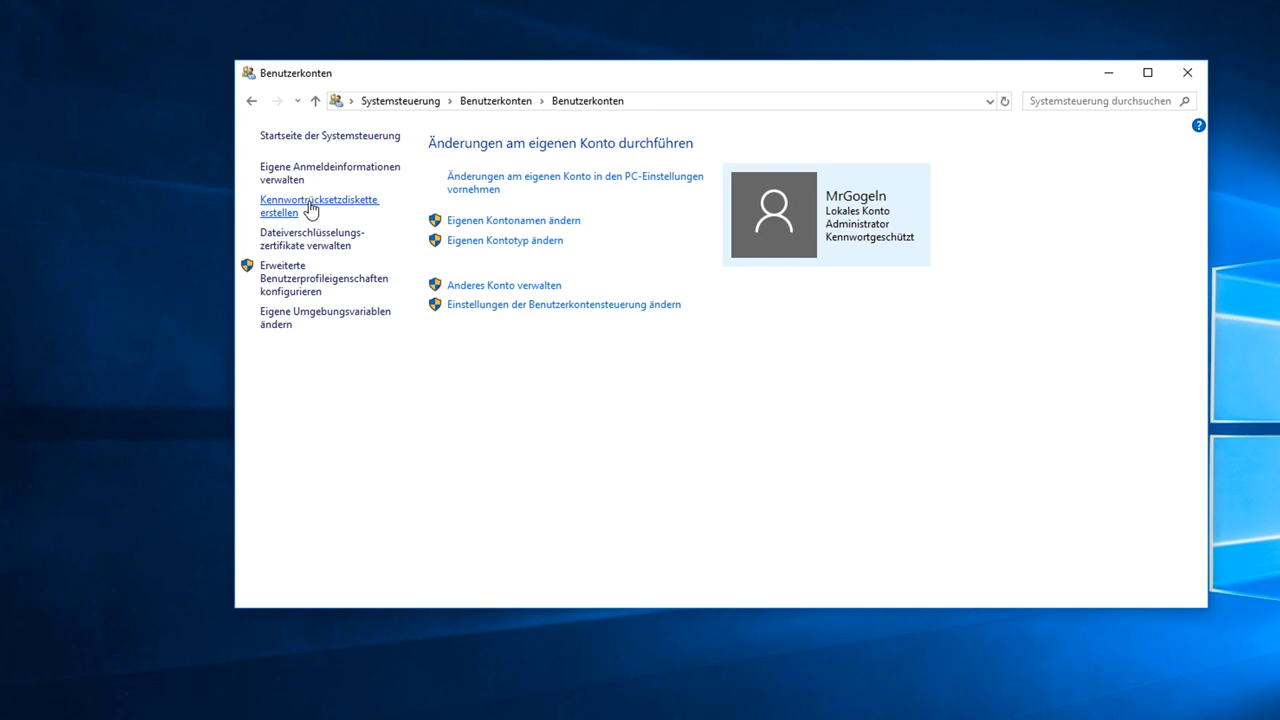 Benutzerkonten
Systemsteuerung > Benutzerkonten > Benutzerkonten
Systemsteuerung durchsuchen
?
Startseite der Systemsteuerung
Eigene Anmeldeinformationen
verwalten
Kennwortrücksetzdiskette
erstellen
Dateiverschlüsselungs-
zertifikate verwalten
Erweiterte
Benutzerprofileigenschaften
konfigurieren
Eigene Umgebungsvariablen
ändern
Änderungen am eigenen Konto durchführen
Änderungen am eigenen Konto in den PC-Einstellungen
vornehmen
Eigenen Kontonamen ändern
Eigenen Kontotyp ändern
Anderes Konto verwalten
Einstellungen der Benutzerkontensteuerung ändern
MrGogeln
Lokales Konto
Administrator
Kennwortgeschützt